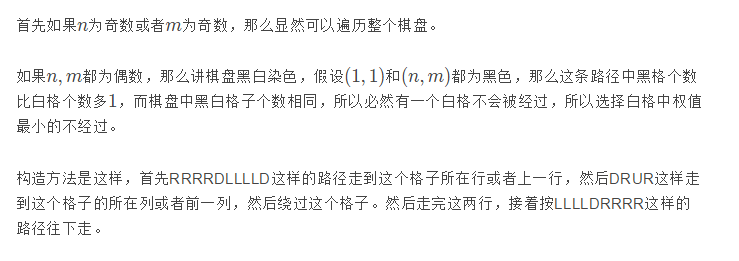 首先如果n为奇数或者m为奇数，那么显然可以遍历整个棋盘。
如果n,m都为偶数，那么讲棋盘黑白染色，假设(1,1)和(n,m)都为黑色，那么这条路径中黑格个数
比白格个数多1，而棋盘中黑白格子个数相同，所以必然有一个白格不会被经过，所以选择白格中权值
最小的不经过。
构造方法是这样，首先RRRRDLLLLD这样的路径走到这个格子所在行或者上一行，然后DRUR这样走
到这个格子的所在列或者前一列，然后绕过这个格子。然后走完这两行，接着按LLLLDRRRR这样的
路径往下走。